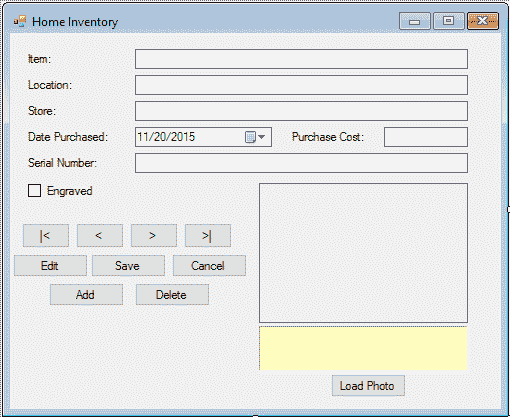 Home Inventory
Item:
Location:
Store:
Date Purchased: 11/20/2015 Purchase Cost:
Serial Number:
Engraved
|< < > >|
Edit Save Cancel
Add Delete
Load Photo